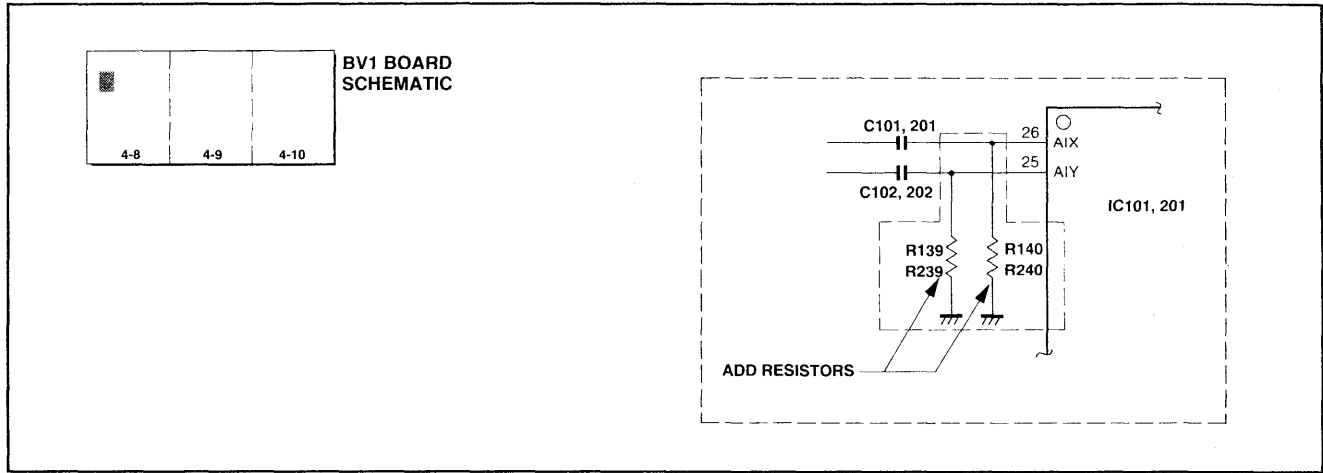 BV1 BOARD
SCHEMATIC
4-8
4-9
4-10
C101, 201
26
AIX
25
AIY
C102, 202
IC101, 201
R139
R239
R140
R240
ADD RESISTORS